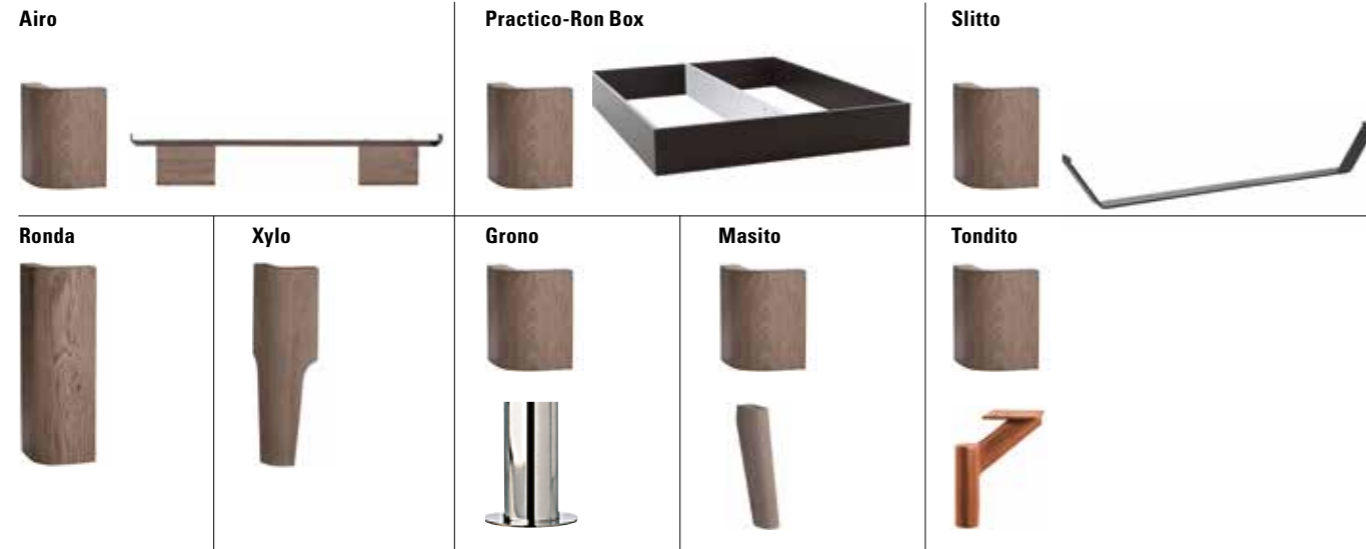 Airo
Practico-Ron Box
Slitto
Ronda
Xylo
Grono
Masito
Tondito